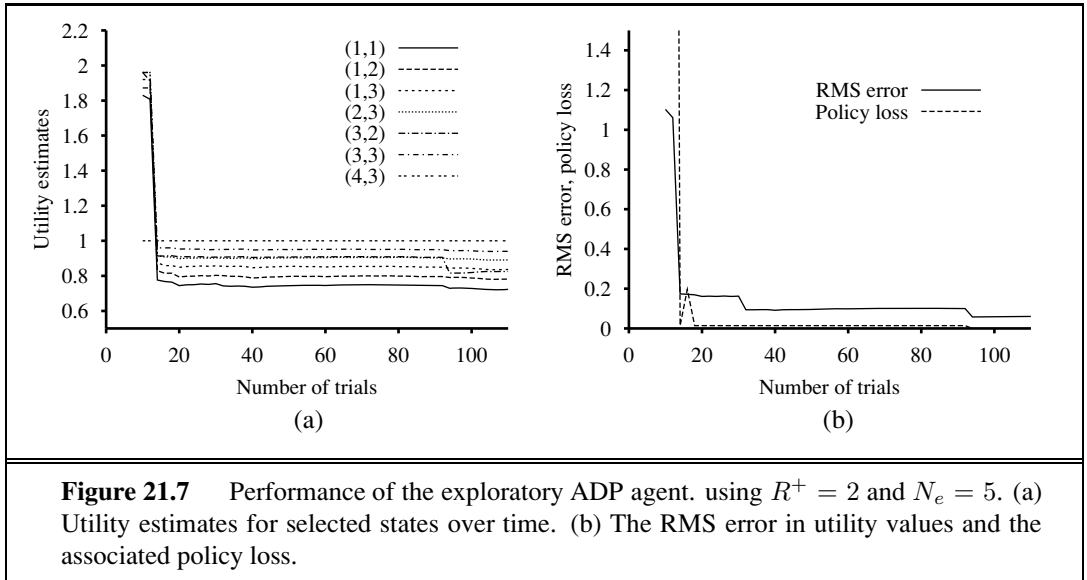 2.2
2
1.8
1.6
1.4
1.2
1
0.8
0.6
0 20 40 60 80 100
Utility estimates
Number of trials
(1,1)
(1,2)
(1,3)
(2,3)
(3,2)
(3,3)
(4,3)
(a)
1.4
1.2
1
0.8
0.6
0.4
0.2
0
0 20 40 60 80 100
RMS error, policy loss
Number of trials
RMS error
Policy loss
(b)
Figure 21.7 Performance of the exploratory ADP agent. using R⁺ = 2 and Nₑ = 5. (a)
Utility estimates for selected states over time. (b) The RMS error in utility values and the
associated policy loss.